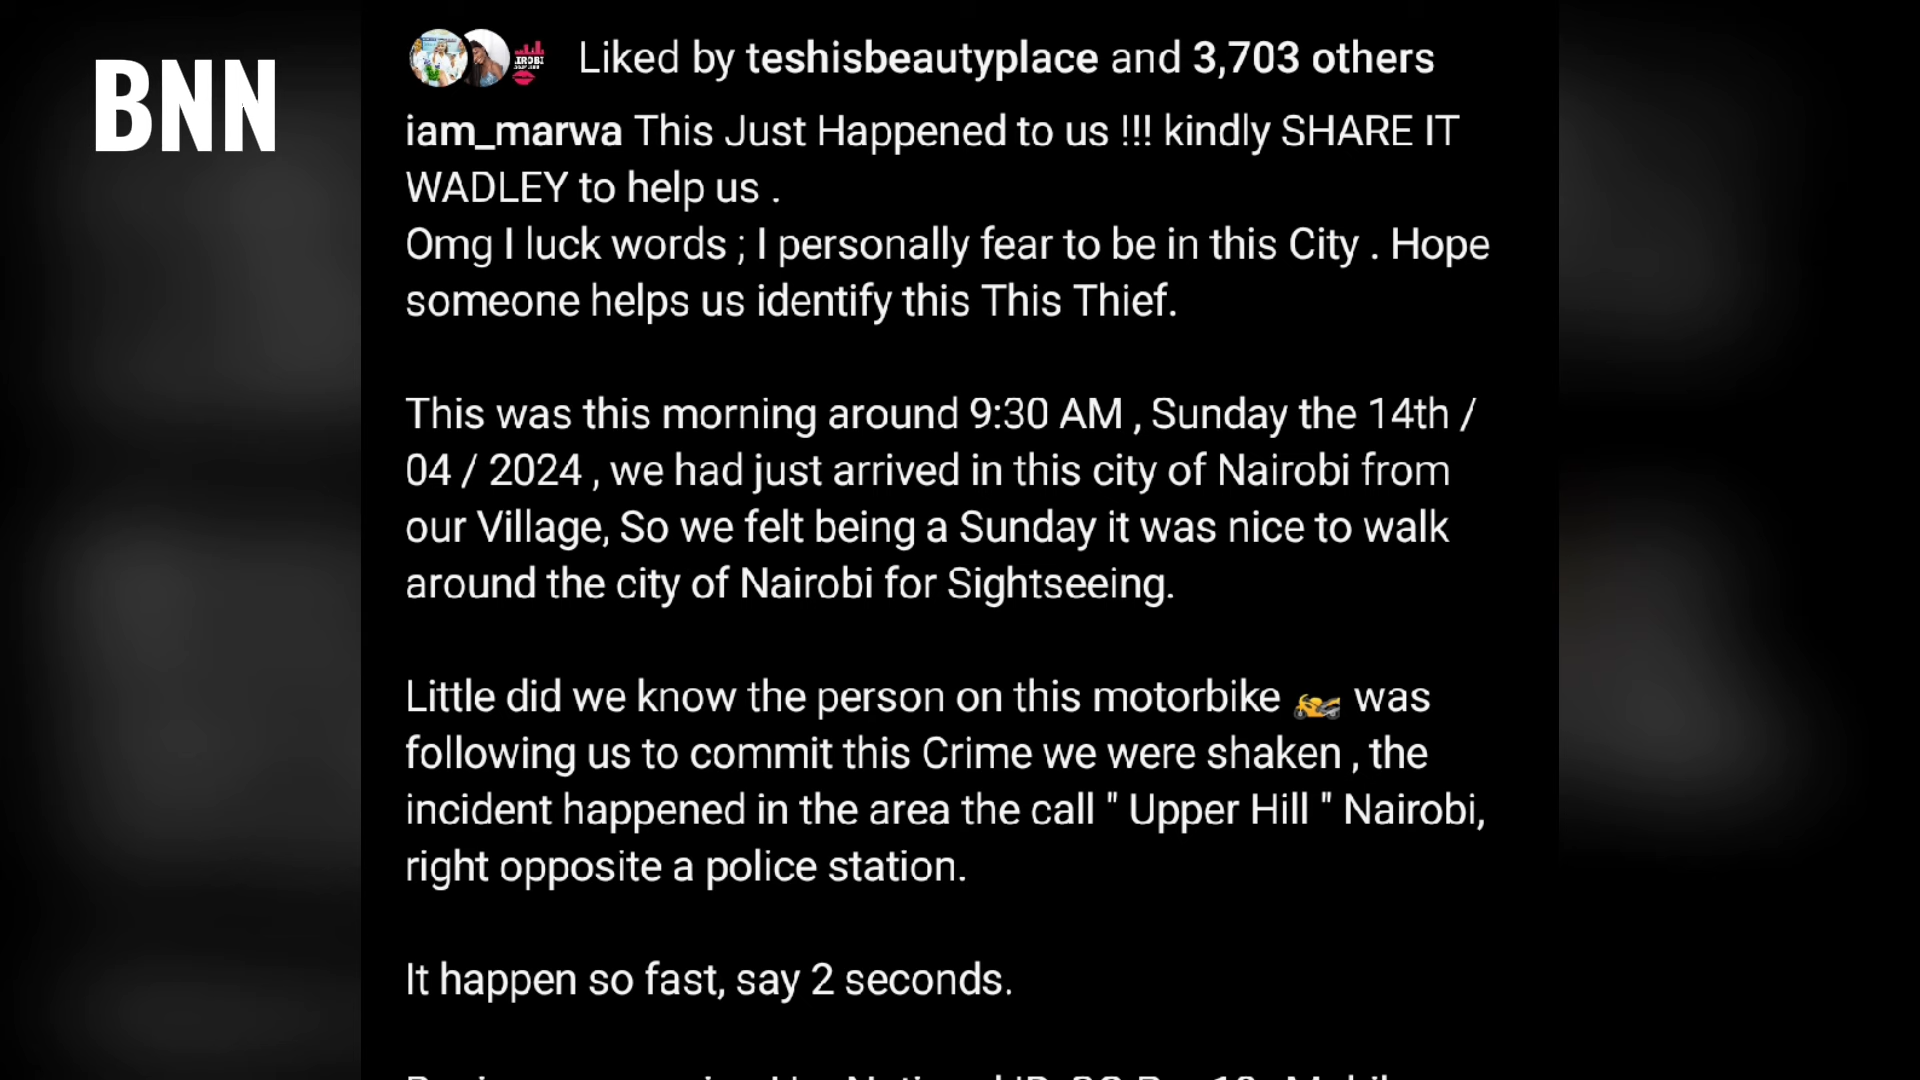 BNN
Liked by teshisbeautyplace and 3,703 others
iam_marwa This Just Happened to us !!! kindly SHARE IT
WADLEY to help us .
Omg I luck words ; I personally fear to be in this City . Hope
someone helps us identify this This Thief.
This was this morning around 9:30 AM , Sunday the 14th /
04 / 2024 , we had just arrived in this city of Nairobi from
our Village, So we felt being a Sunday it was nice to walk
around the city of Nairobi for Sightseeing.
Little did we know the person on this motorbike 🏍️ was
following us to commit this Crime we were shaken , the
incident happened in the area the call " Upper Hill " Nairobi,
right opposite a police station.
It happen so fast, say 2 seconds.